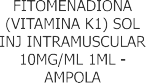 FITOMENADIONA
(VITAMINA K1) SOL
INJ INTRAMUSCULAR
10MG/ML 1ML -
AMPOLA